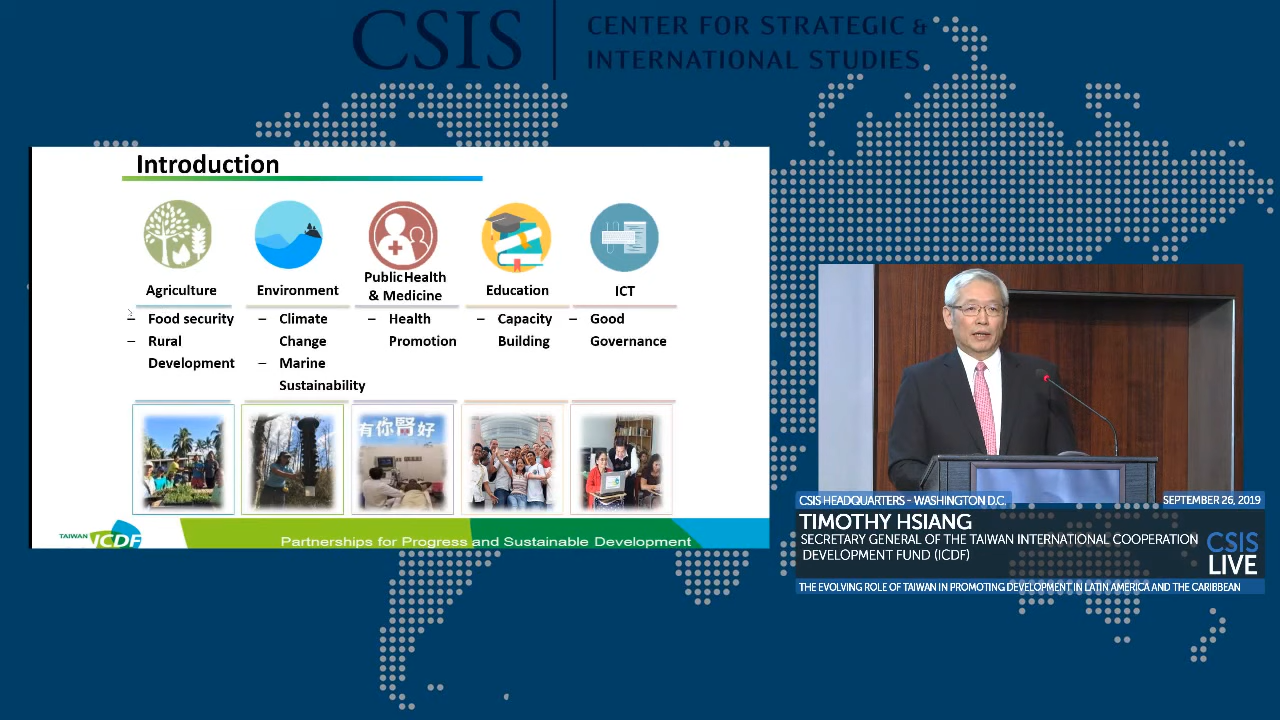 CSIS
CENTER FOR STRATEGIC &
INTERNATIONAL STUDIES
Introduction
Agriculture
Environment
Public Health
& Medicine
Education
ICT
– Food security
– Rural
Development
– Climate
Change
– Marine
Sustainability
– Health
Promotion
– Capacity
Building
– Good
Governance
有你腎好
TAIWAN ICDF
Partnerships for Progress and Sustainable Development
CSIS HEADQUARTERS - WASHINGTON D.C.
SEPTEMBER 26, 2019
TIMOTHY HSIANG
SECRETARY GENERAL OF THE TAIWAN INTERNATIONAL COOPERATION
DEVELOPMENT FUND (ICDF)
CSIS
LIVE
THE EVOLVING ROLE OF TAIWAN IN PROMOTING DEVELOPMENT IN LATIN AMERICA AND THE CARIBBEAN